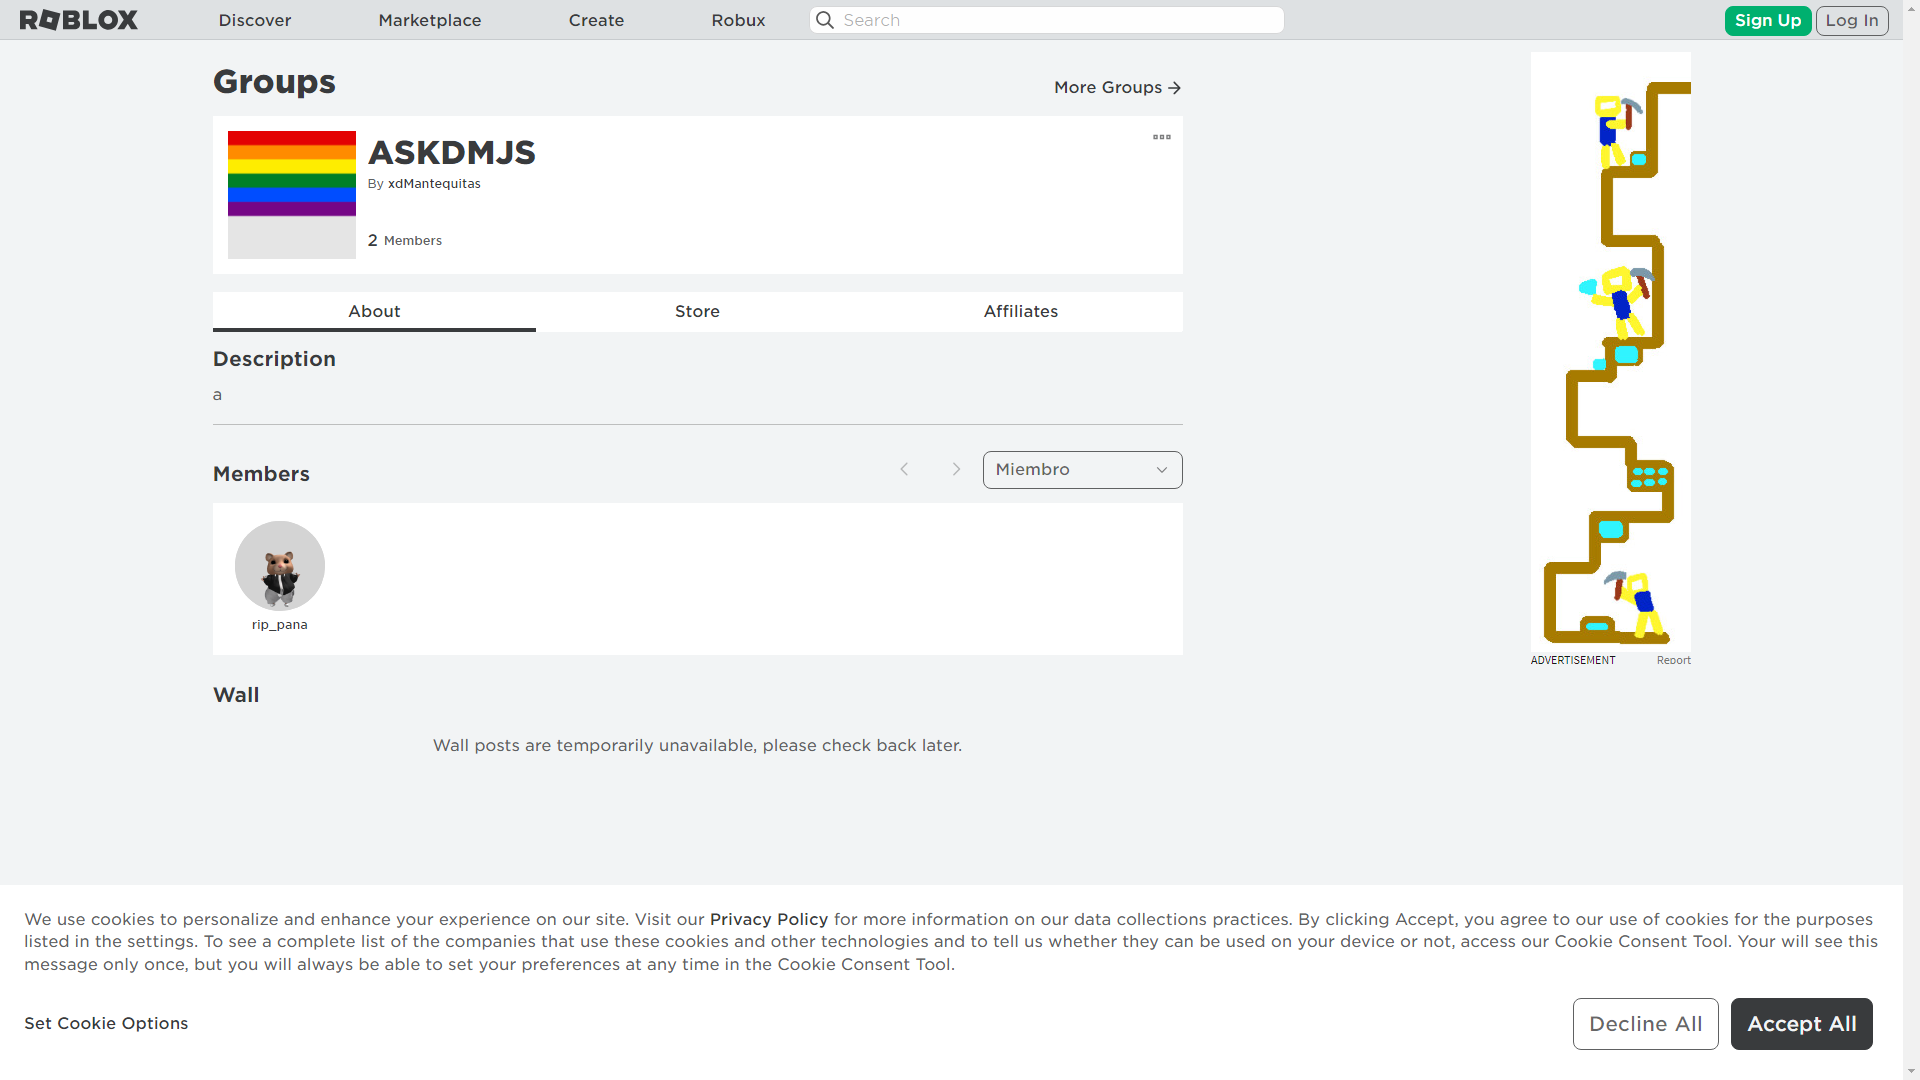 ROBLOX
Discover
Marketplace
Create
Robux
Search
Sign Up
Log In
Groups
More Groups
ASKDMJS
By xdMantequitas
2 Members
About
Store
Affiliates
Description
a
Members
Miembro
rip_pana
Wall
Wall posts are temporarily unavailable, please check back later.
ADVERTISEMENT
Report
We use cookies to personalize and enhance your experience on our site. Visit our Privacy Policy for more information on our data collections practices. By clicking Accept, you agree to our use of cookies for the purposes
listed in the settings. To see a complete list of the companies that use these cookies and other technologies and to tell us whether they can be used on your device or not, access our Cookie Consent Tool. Your will see this
message only once, but you will always be able to set your preferences at any time in the Cookie Consent Tool.
Set Cookie Options
Decline All
Accept All